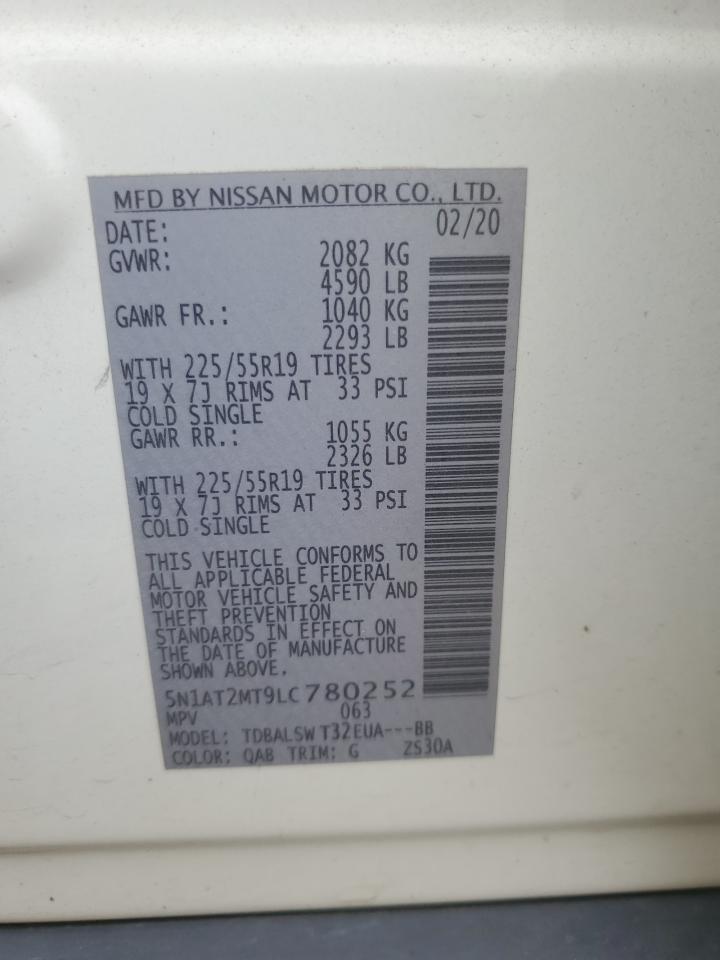 MFD BY NISSAN MOTOR CO., LTD.
DATE: 02/20
GVWR: 2082 KG
4590 LB
GAWR FR.: 1040 KG
2293 LB
WITH 225/55R19 TIRES
19 X 7J RIMS AT 33 PSI
COLD SINGLE
GAWR RR.: 1055 KG
2326 LB
WITH 225/55R19 TIRES
19 X 7J RIMS AT 33 PSI
COLD SINGLE
THIS VEHICLE CONFORMS TO
ALL APPLICABLE FEDERAL
MOTOR VEHICLE SAFETY AND
THEFT PREVENTION
STANDARDS IN EFFECT ON
THE DATE OF MANUFACTURE
SHOWN ABOVE.
5N1AT2MT9LC780252
MPV 063
MODEL: TDBALSW T32EUA---BB
COLOR: QAB TRIM: G ZS30A